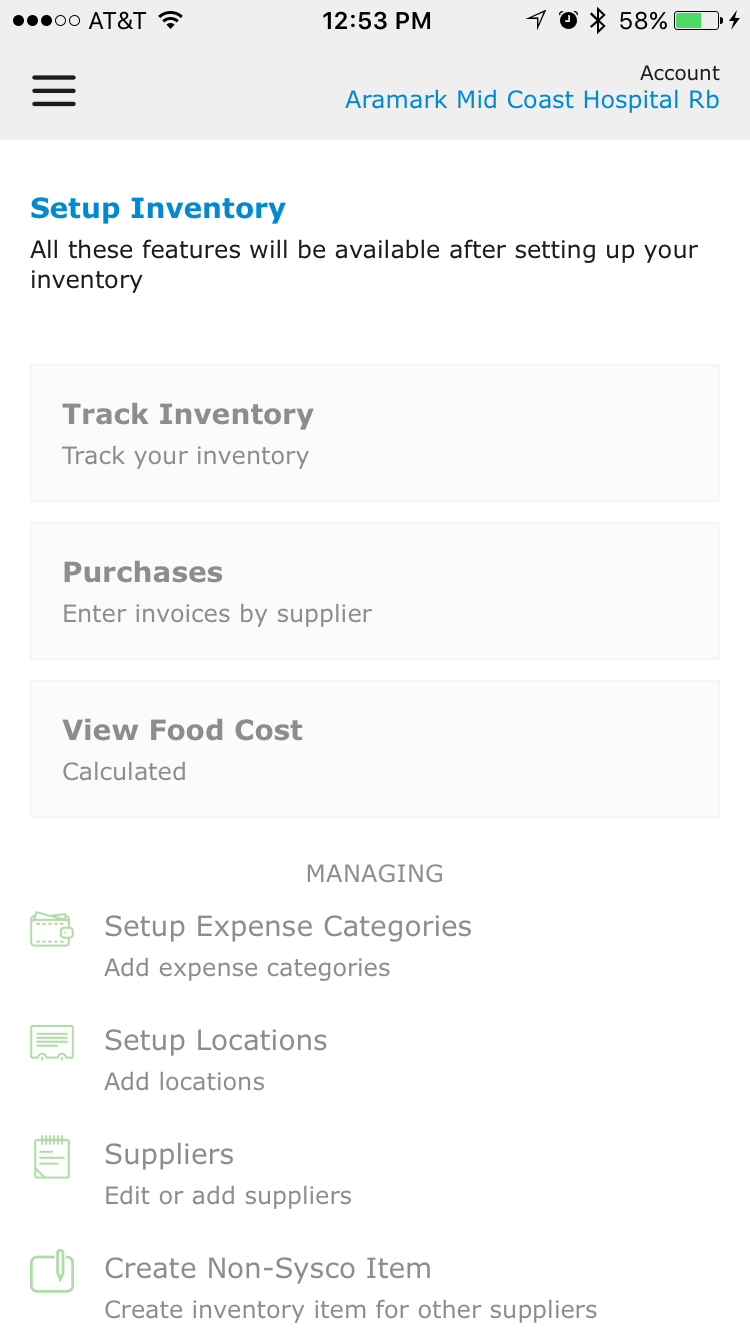 AT&T 12:53 PM 58%
Account
Aramark Mid Coast Hospital Rb
Setup Inventory
All these features will be available after setting up your
inventory
Track Inventory
Track your inventory
Purchases
Enter invoices by supplier
View Food Cost
Calculated
MANAGING
Setup Expense Categories
Add expense categories
Setup Locations
Add locations
Suppliers
Edit or add suppliers
Create Non-Sysco Item
Create inventory item for other suppliers